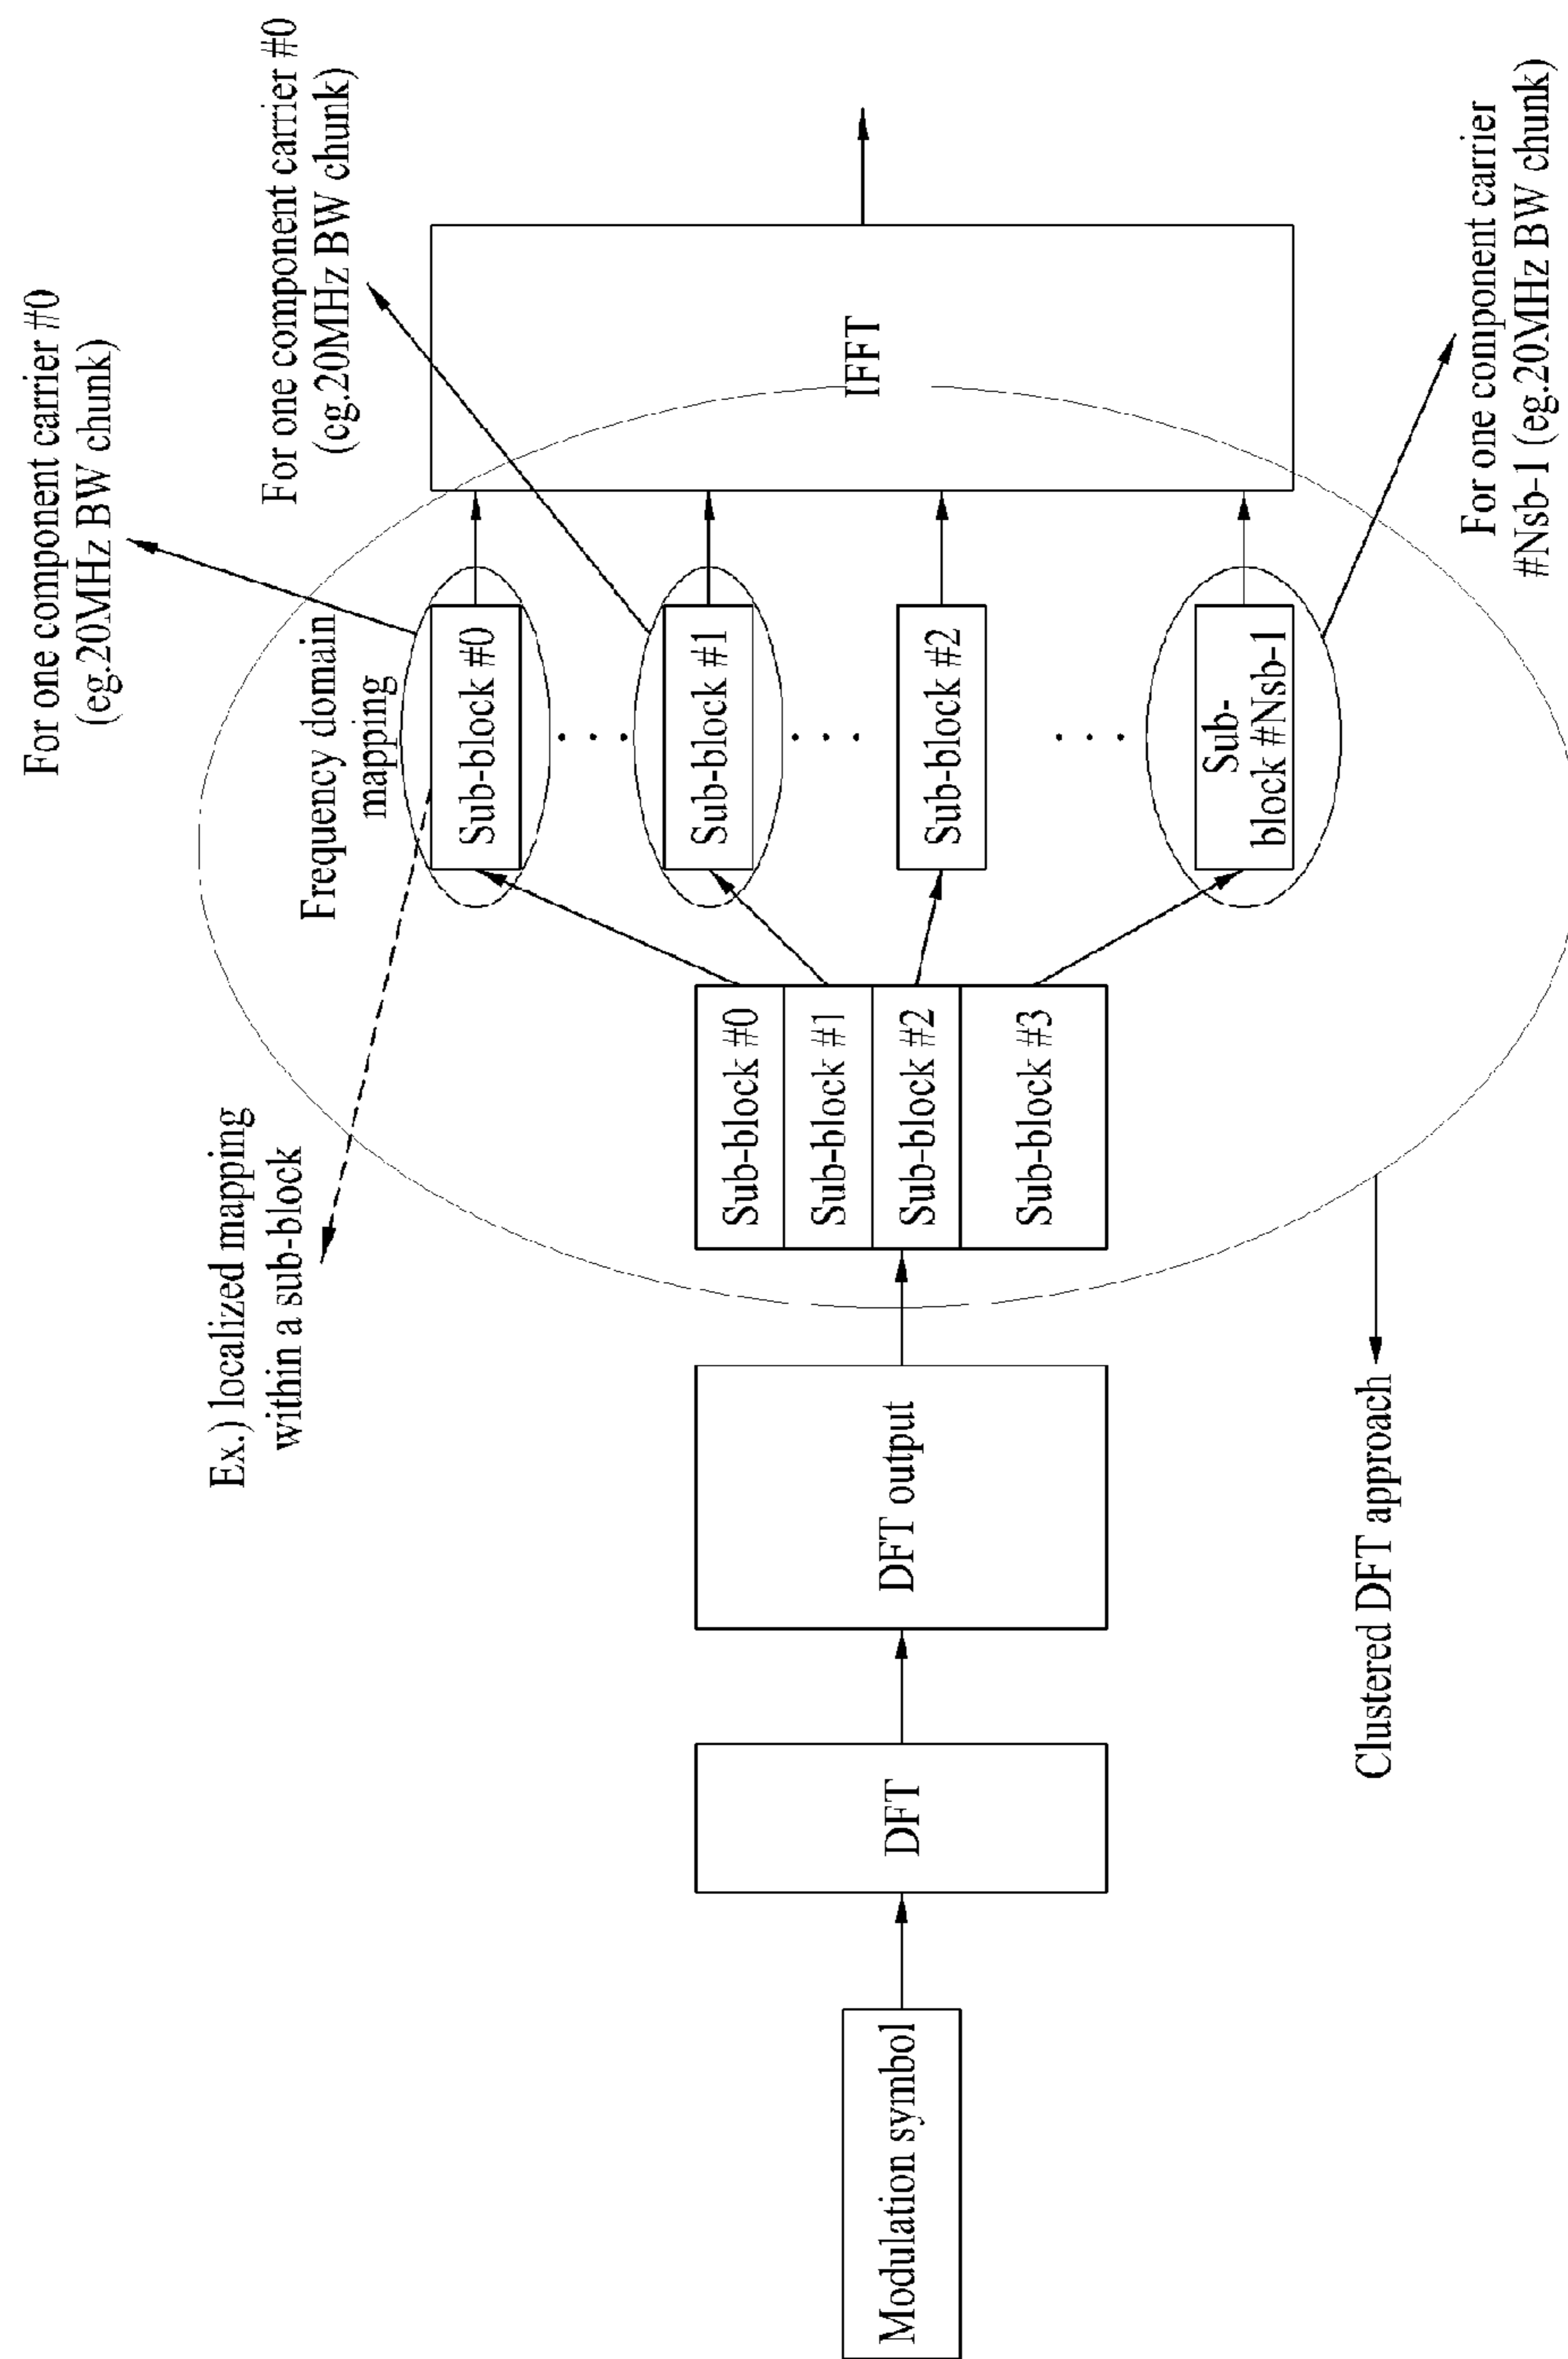 For one component carrier #0
(eg.20MHz BW chunk)
For one component carrier #0
(cg.20MHz BW chunk)
Ex.) localized mapping
within a sub-block
Frequency domain
mapping
Modulation symbol
DFT
DFT output
Sub-block #0
Sub-block #1
Sub-block #2
Sub-block #3
Sub-block #0
Sub-block #1
Sub-block #2
Sub-
block #Nsb-1
IFFT
Clustered DFT approach
For one component carrier
#Nsb-1 (eg.20MHz BW chunk)